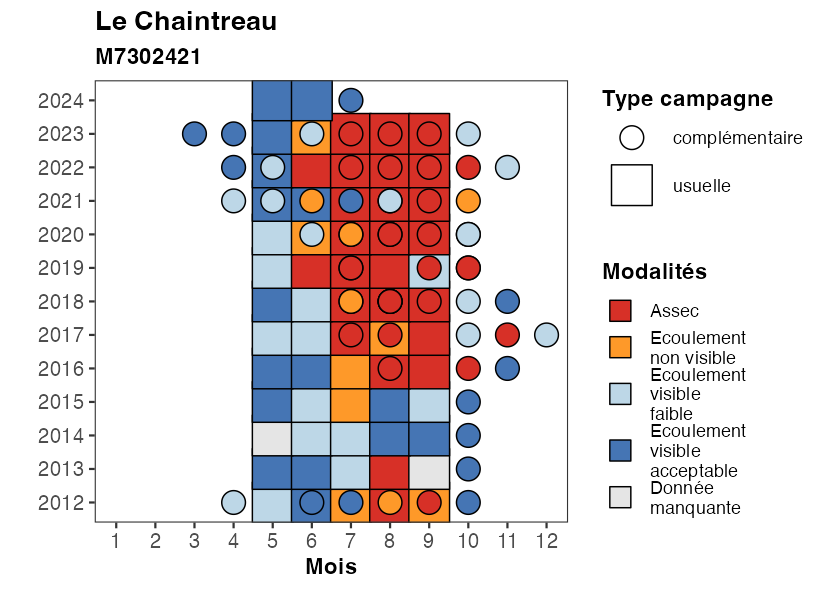 Le Chaintreau
M7302421
2024
2023
2022
2021
2020
2019
2018
2017
2016
2015
2014
2013
2012
1 2 3 4 5 6 7 8 9 10 11 12
Mois
Type campagne
complémentaire
usuelle
Modalités
Assec
Ecoulement
non visible
Ecoulement
visible
faible
Ecoulement
visible
acceptable
Donnée
manquante